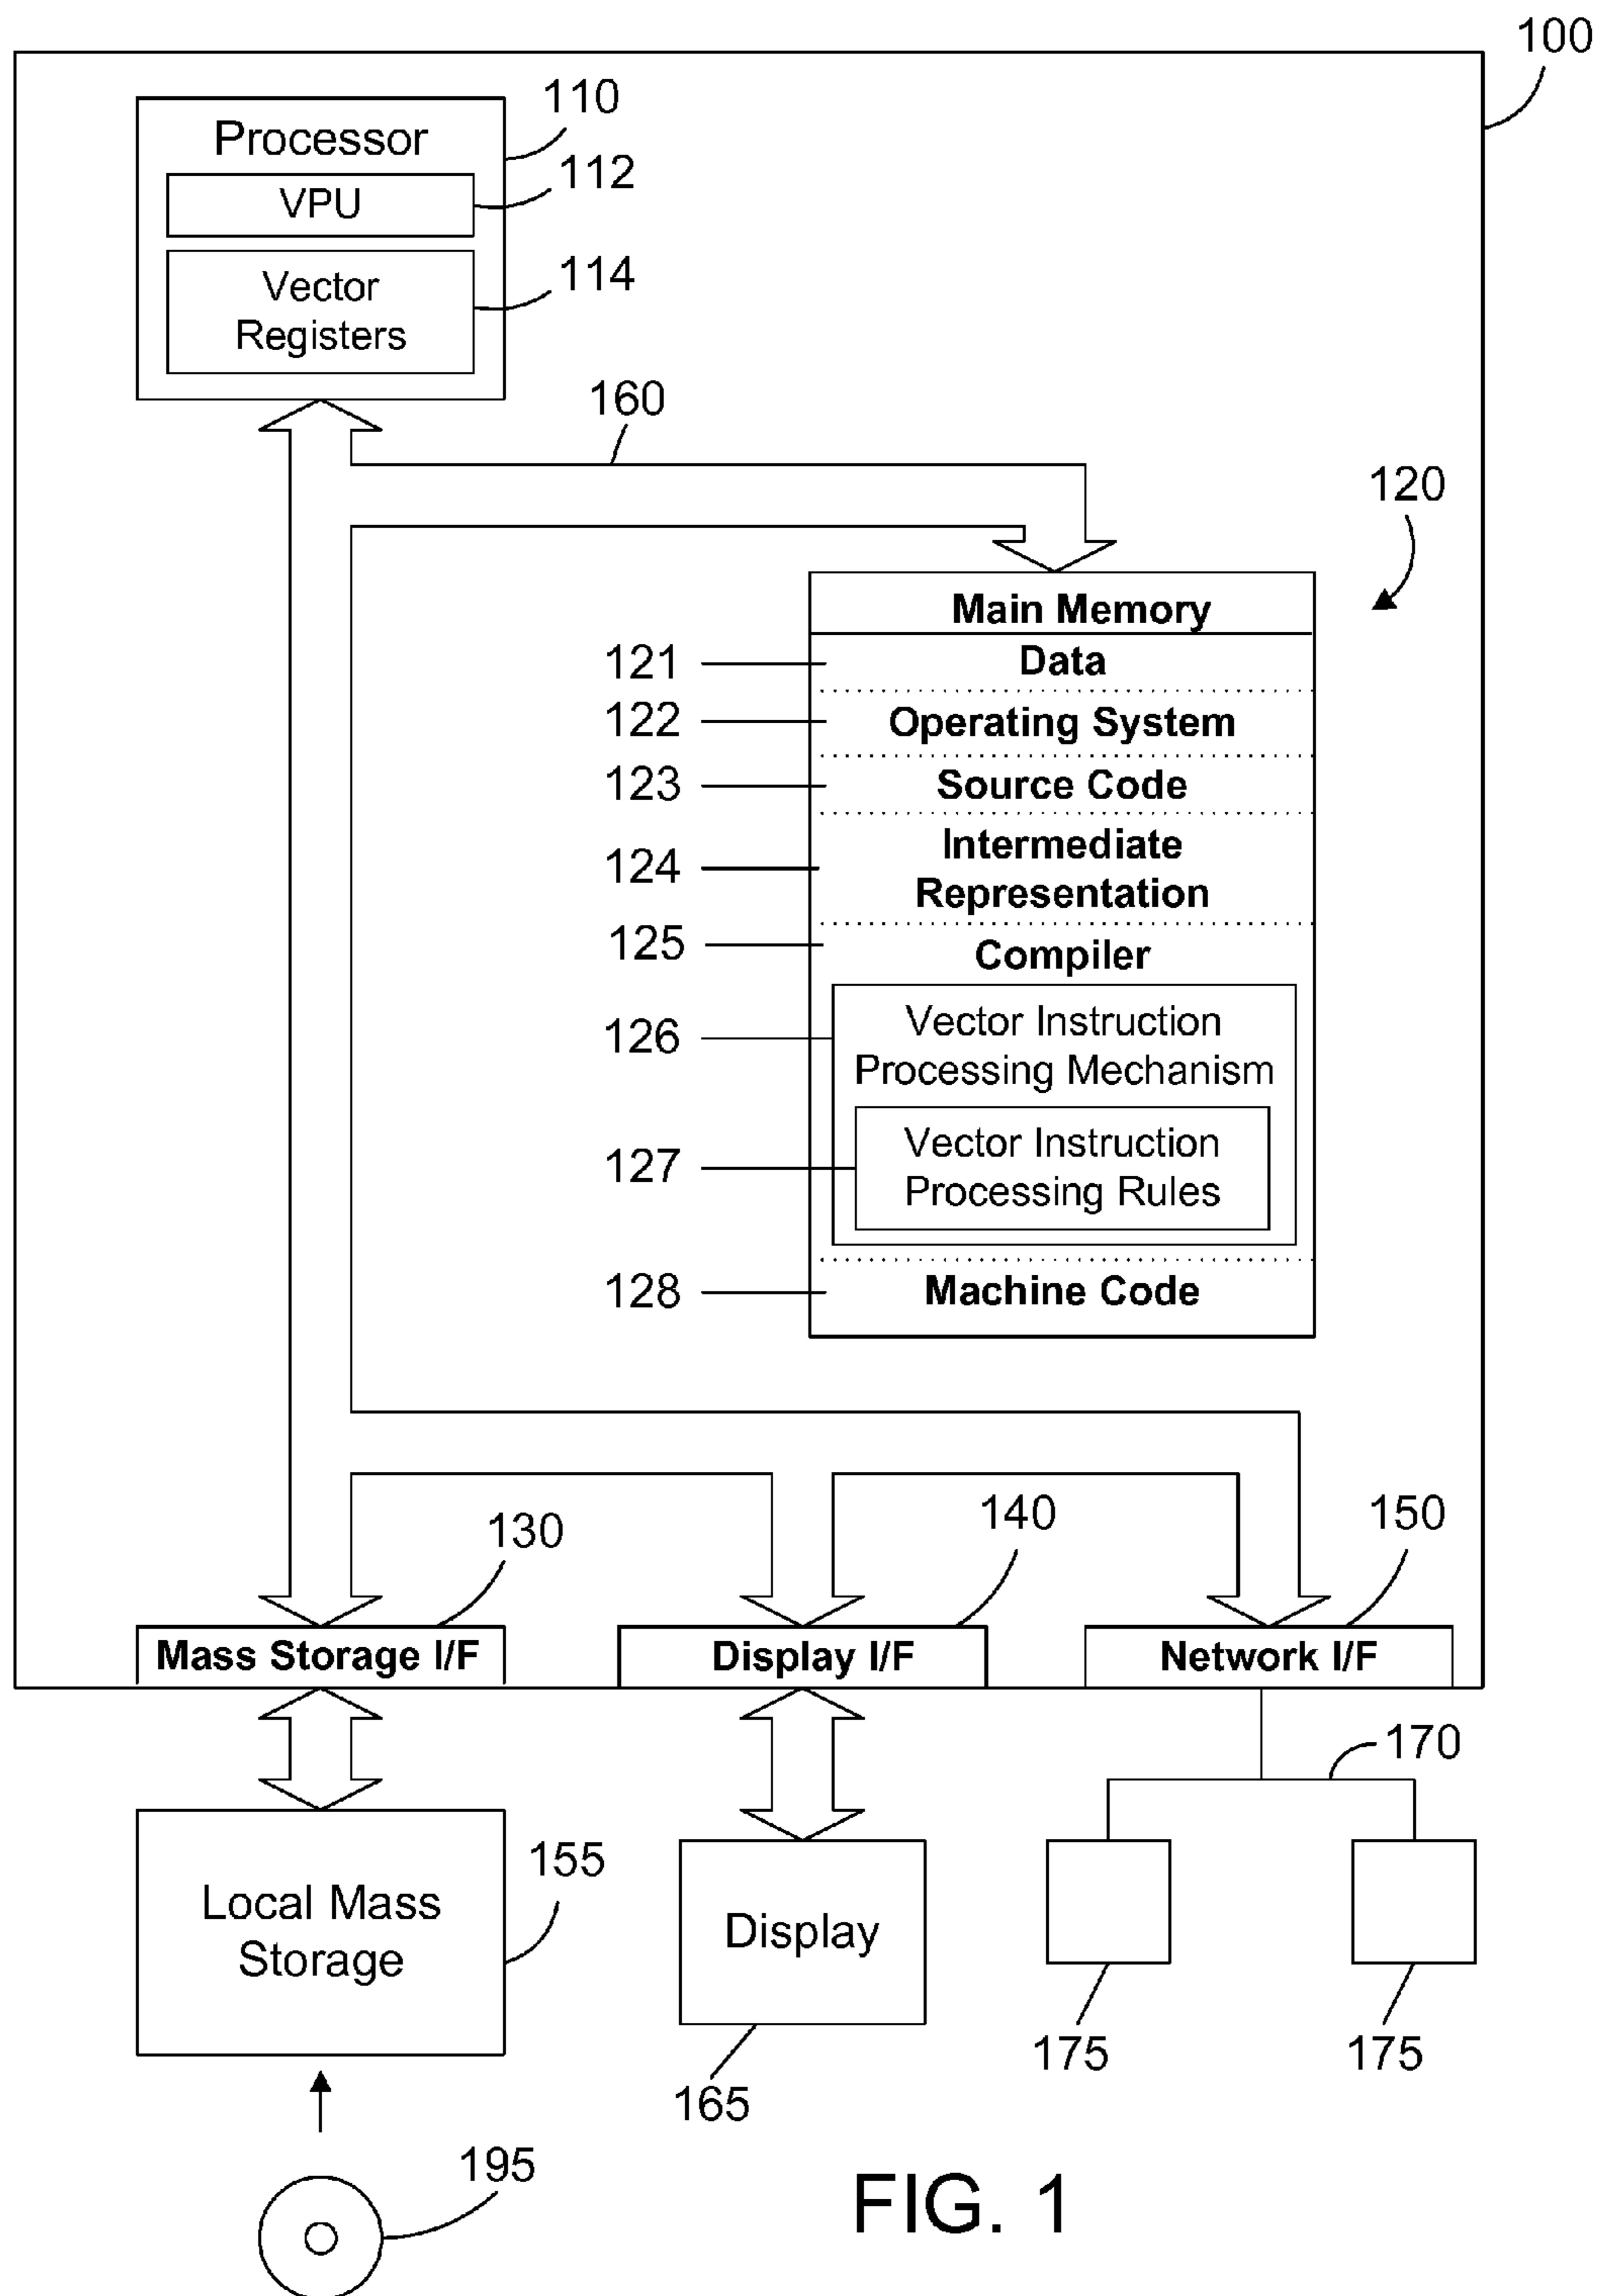 100
110
Processor
112
VPU
114
Vector
Registers
160
120
Main Memory
121
Data
122
Operating System
123
Source Code
124
Intermediate
Representation
125
Compiler
126
Vector Instruction
Processing Mechanism
127
Vector Instruction
Processing Rules
128
Machine Code
130
140
150
Mass Storage I/F
Display I/F
Network I/F
170
155
Local Mass
Storage
Display
175
175
165
195
FIG. 1